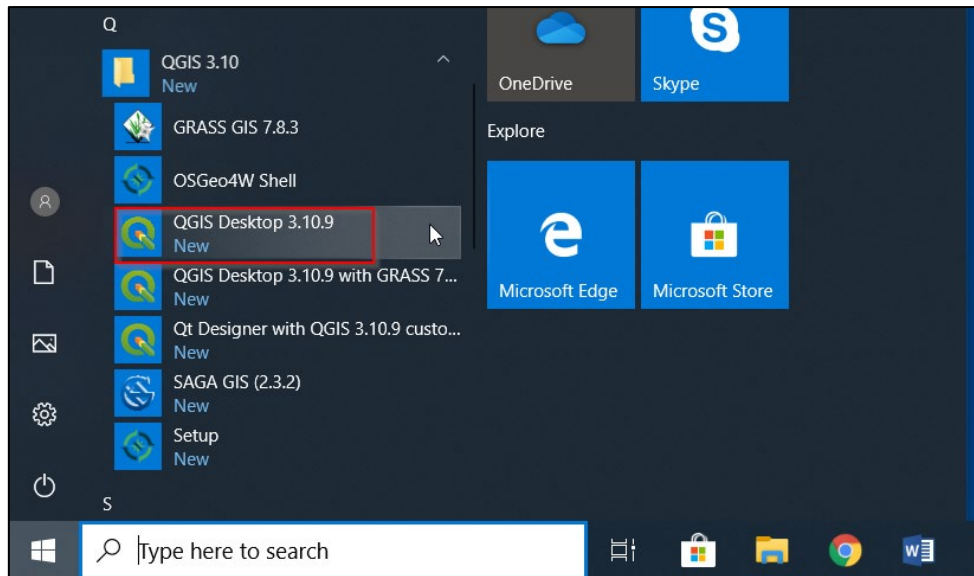 Q
QGIS 3.10
New
GRASS GIS 7.8.3
OSGeo4W Shell
QGIS Desktop 3.10.9
New
QGIS Desktop 3.10.9 with GRASS 7...
New
Qt Designer with QGIS 3.10.9 custo...
New
SAGA GIS (2.3.2)
New
Setup
New
S
OneDrive
Skype
Explore
Microsoft Edge
Microsoft Store
Type here to search